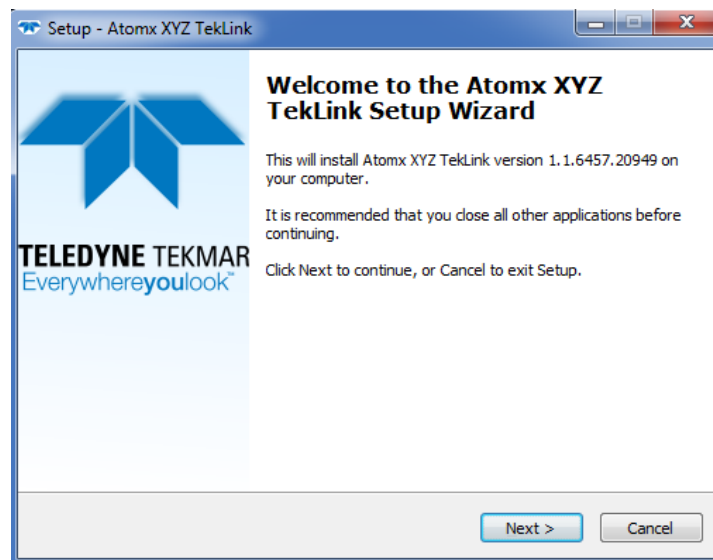 Setup - Atomx XYZ TekLink
Welcome to the Atomx XYZ
TekLink Setup Wizard
This will install Atomx XYZ TekLink version 1.1.6457.20949 on
your computer.
It is recommended that you close all other applications before
continuing.
Click Next to continue, or Cancel to exit Setup.
TELEDYNE TEKMAR
Everywhereyoulook™
Next >
Cancel